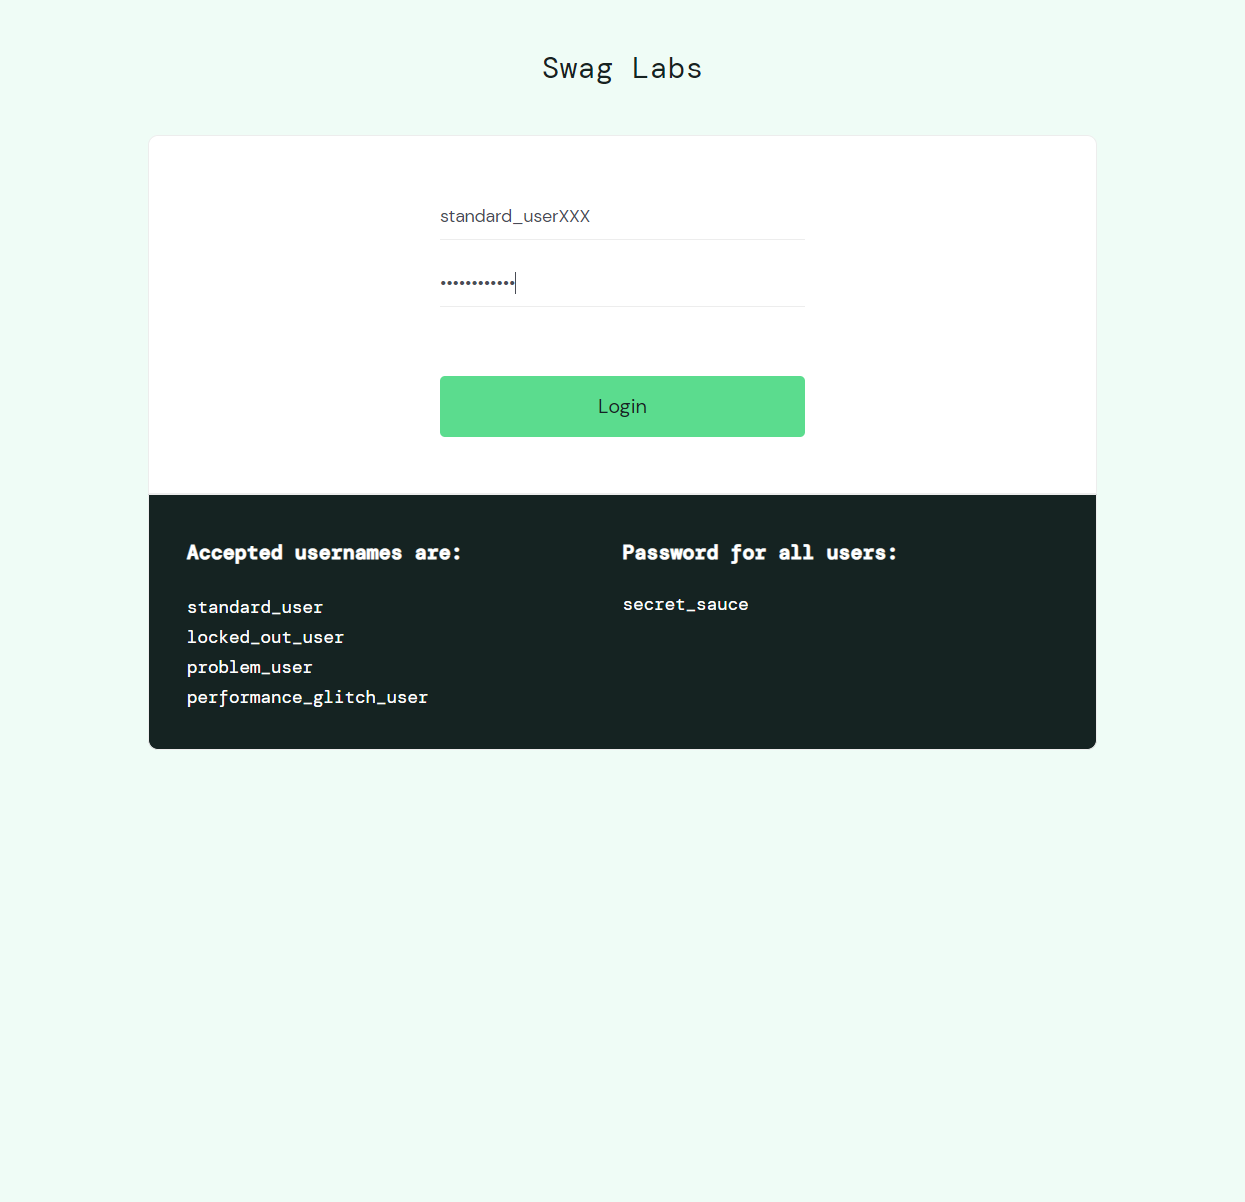 Swag Labs
standard_userXXX
••••••••••••
Login
Accepted usernames are:
standard_user
locked_out_user
problem_user
performance_glitch_user
Password for all users:
secret_sauce